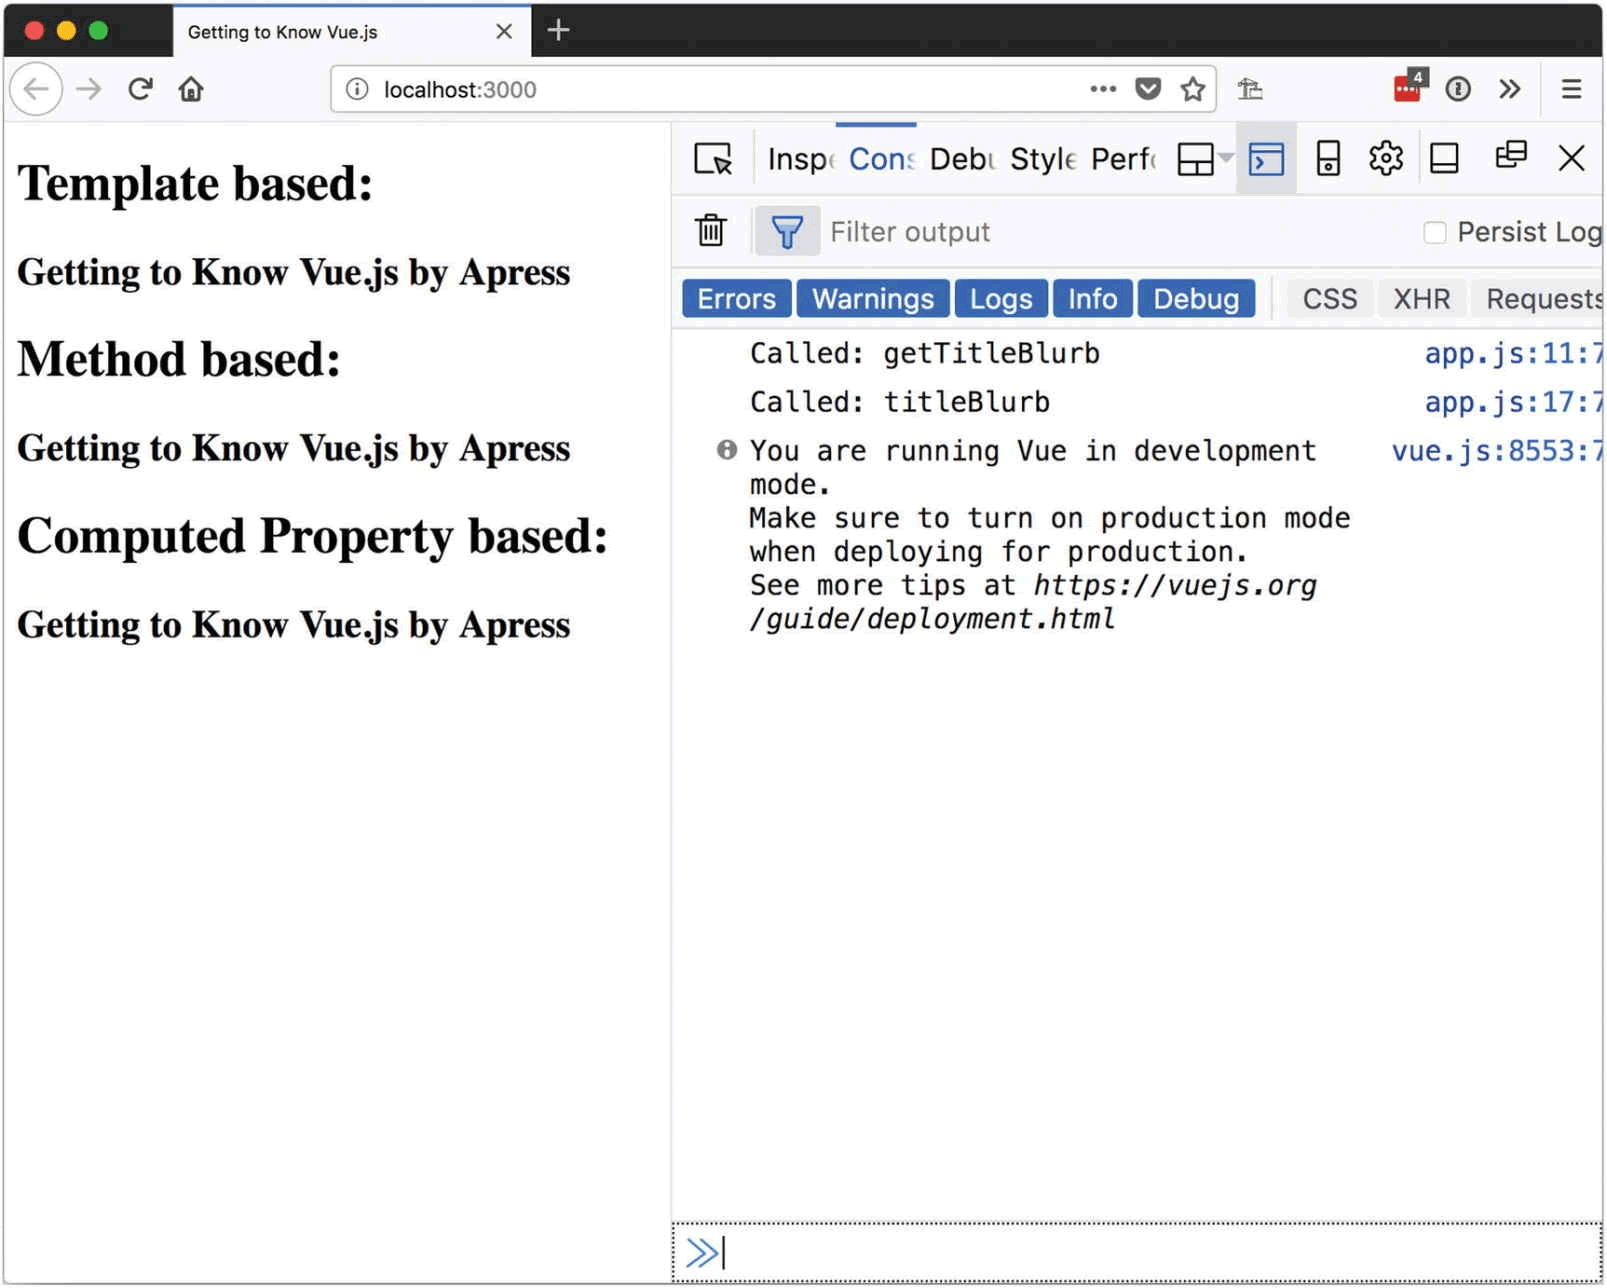 Getting to Know Vue.js
localhost:3000
4
Template based:
Getting to Know Vue.js by Apress
Method based:
Getting to Know Vue.js by Apress
Computed Property based:
Getting to Know Vue.js by Apress
Inspe Cons Debu Style Perfo
Filter output Persist Log
Errors Warnings Logs Info Debug CSS XHR Requests
Called: getTitleBlurb app.js:11:7
Called: titleBlurb app.js:17:7
You are running Vue in development vue.js:8553:7
mode.
Make sure to turn on production mode
when deploying for production.
See more tips at https://vuejs.org
/guide/deployment.html